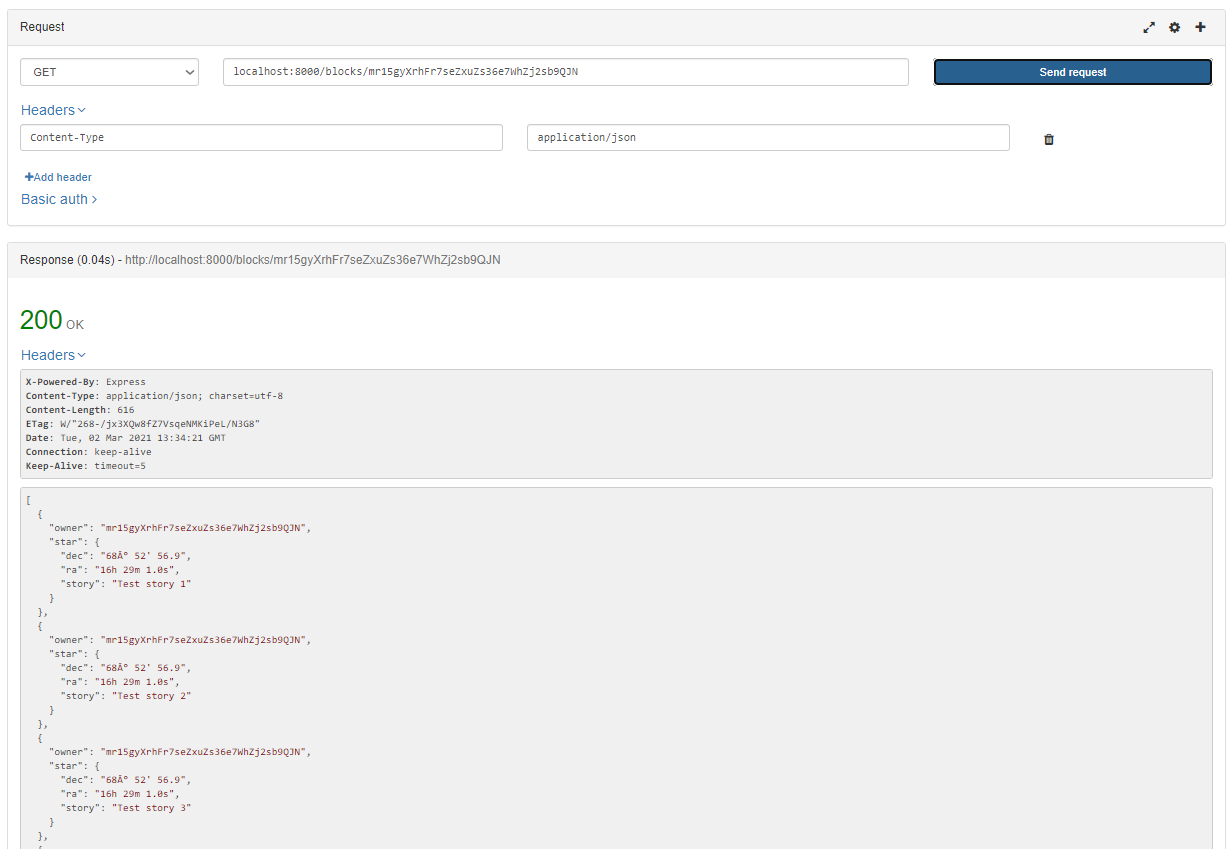 Request
GET
localhost:8000/blocks/mr15gyXrhFr7seZxuZs36e7WhZj2sb9QJN
Send request
Headers
Content-Type
application/json
Add header
Basic auth
Response (0.04s) - http://localhost:8000/blocks/mr15gyXrhFr7seZxuZs36e7WhZj2sb9QJN
200 OK
Headers
X-Powered-By: Express
Content-Type: application/json; charset=utf-8
Content-Length: 616
ETag: W/"268-/jx3XQw8fZ7VsqeNMKiPeL/N3G8"
Date: Tue, 02 Mar 2021 13:34:21 GMT
Connection: keep-alive
Keep-Alive: timeout=5
[
{
"owner": "mr15gyXrhFr7seZxuZs36e7WhZj2sb9QJN",
"star": {
"dec": "68Âº 52' 56.9",
"ra": "16h 29m 1.0s",
"story": "Test story 1"
}
},
{
"owner": "mr15gyXrhFr7seZxuZs36e7WhZj2sb9QJN",
"star": {
"dec": "68Âº 52' 56.9",
"ra": "16h 29m 1.0s",
"story": "Test story 2"
}
},
{
"owner": "mr15gyXrhFr7seZxuZs36e7WhZj2sb9QJN",
"star": {
"dec": "68Âº 52' 56.9",
"ra": "16h 29m 1.0s",
"story": "Test story 3"
}
},
{